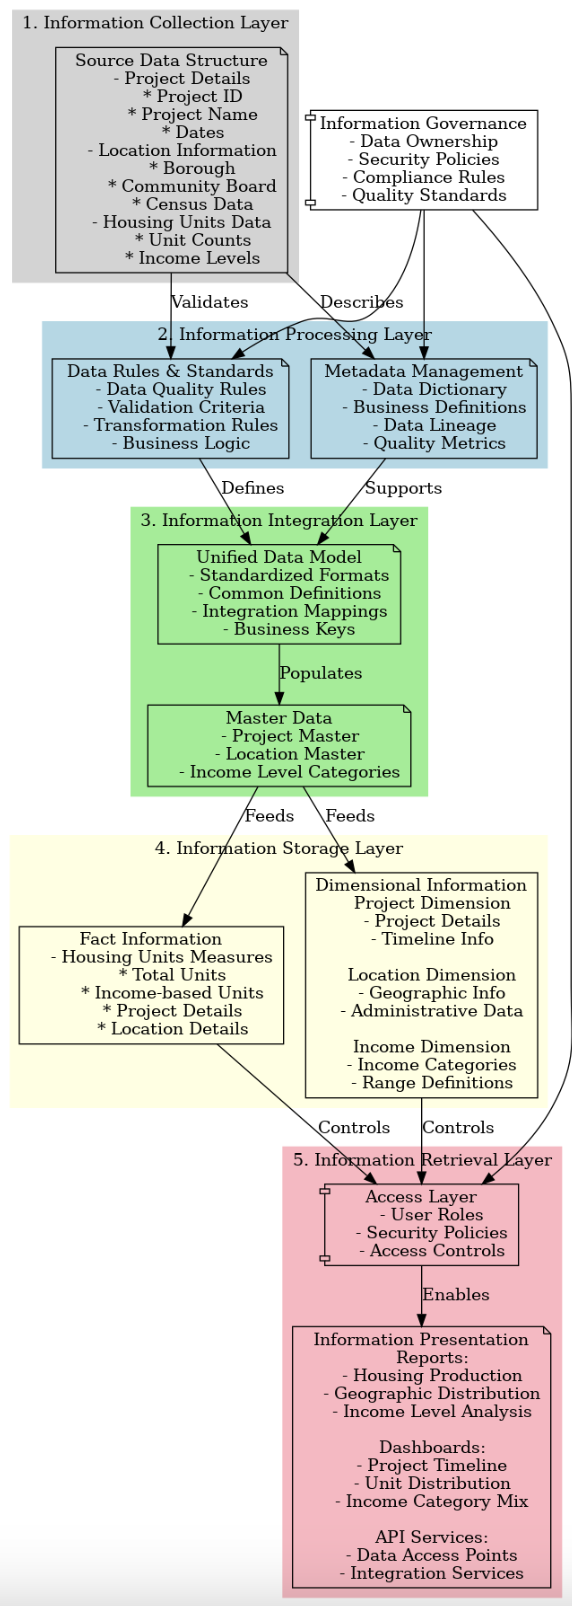 1. Information Collection Layer
Source Data Structure
- Project Details
* Project ID
* Project Name
* Dates
- Location Information
* Borough
* Community Board
* Census Data
- Housing Units Data
* Unit Counts
* Income Levels
Information Governance
- Data Ownership
- Security Policies
- Compliance Rules
- Quality Standards
Validates
Describes
2. Information Processing Layer
Data Rules & Standards
- Data Quality Rules
- Validation Criteria
- Transformation Rules
- Business Logic
Metadata Management
- Data Dictionary
- Business Definitions
- Data Lineage
- Quality Metrics
Defines
Supports
3. Information Integration Layer
Unified Data Model
- Standardized Formats
- Common Definitions
- Integration Mappings
- Business Keys
Populates
Master Data
- Project Master
- Location Master
- Income Level Categories
Feeds
Feeds
4. Information Storage Layer
Fact Information
- Housing Units Measures
* Total Units
* Income-based Units
* Project Details
* Location Details
Dimensional Information
Project Dimension
- Project Details
- Timeline Info
Location Dimension
- Geographic Info
- Administrative Data
Income Dimension
- Income Categories
- Range Definitions
Controls
Controls
5. Information Retrieval Layer
Access Layer
- User Roles
- Security Policies
- Access Controls
Enables
Information Presentation
Reports:
- Housing Production
- Geographic Distribution
- Income Level Analysis
Dashboards:
- Project Timeline
- Unit Distribution
- Income Category Mix
API Services:
- Data Access Points
- Integration Services